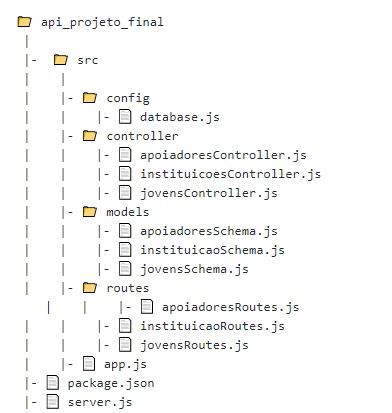 📂 api_projeto_final
|
|-  📂 src
|    |
|    |- 📂 config
|    |    |- 📄 database.js
|    |- 📂 controller
|    |    |- 📄 apoiadoresController.js
|    |    |- 📄 instituicoesController.js
|    |    |- 📄 jovensController.js
|    |- 📂 models
|    |    |- 📄 apoiadoresSchema.js
|    |    |- 📄 instituicaoSchema.js
|    |    |- 📄 jovensSchema.js
|    |- 📂 routes
|    |    |- 📄 apoiadoresRoutes.js
|    |    |- 📄 instituicaoRoutes.js
|    |    |- 📄 jovensRoutes.js
|    |- 📄 app.js
|- 📄 package.json
|- 📄 server.js